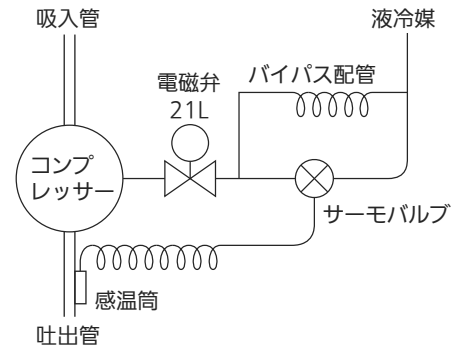 吸入管
液冷媒
電磁弁
21L
バイパス配管
コンプ
レッサー
サーモバルブ
感温筒
吐出管